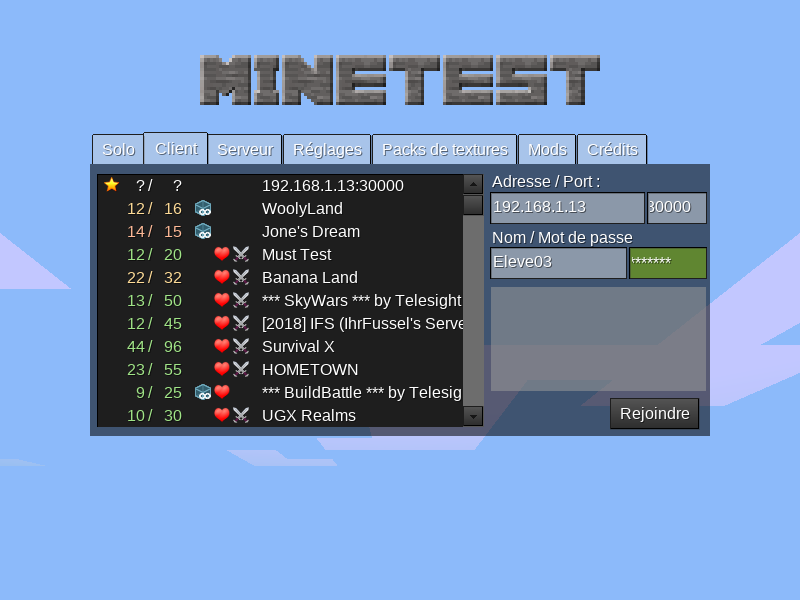 MINETEST
Solo Client Serveur Réglages Packs de textures Mods Crédits
? / ? 192.168.1.13:30000
12 / 16 WoolyLand
14 / 15 Jone's Dream
12 / 20 Must Test
22 / 32 Banana Land
13 / 50 *** SkyWars *** by Telesight
12 / 45 [2018] IFS (IhrFussel's Serve
44 / 96 Survival X
23 / 55 HOMETOWN
9 / 25 *** BuildBattle *** by Telesig
10 / 30 UGX Realms
Adresse / Port :
192.168.1.13 30000
Nom / Mot de passe
Eleve03 *******
Rejoindre